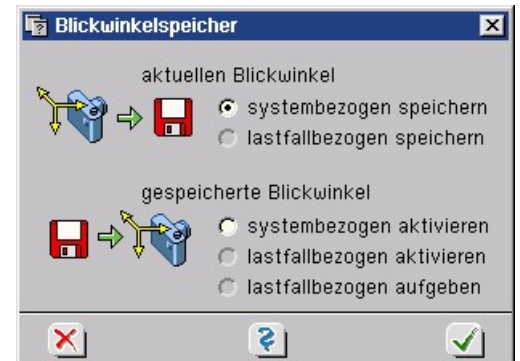 Blickwinkelspeicher
aktuellen Blickwinkel
systembezogen speichern
lastfallbezogen speichern
gespeicherte Blickwinkel
systembezogen aktivieren
lastfallbezogen aktivieren
lastfallbezogen aufgeben